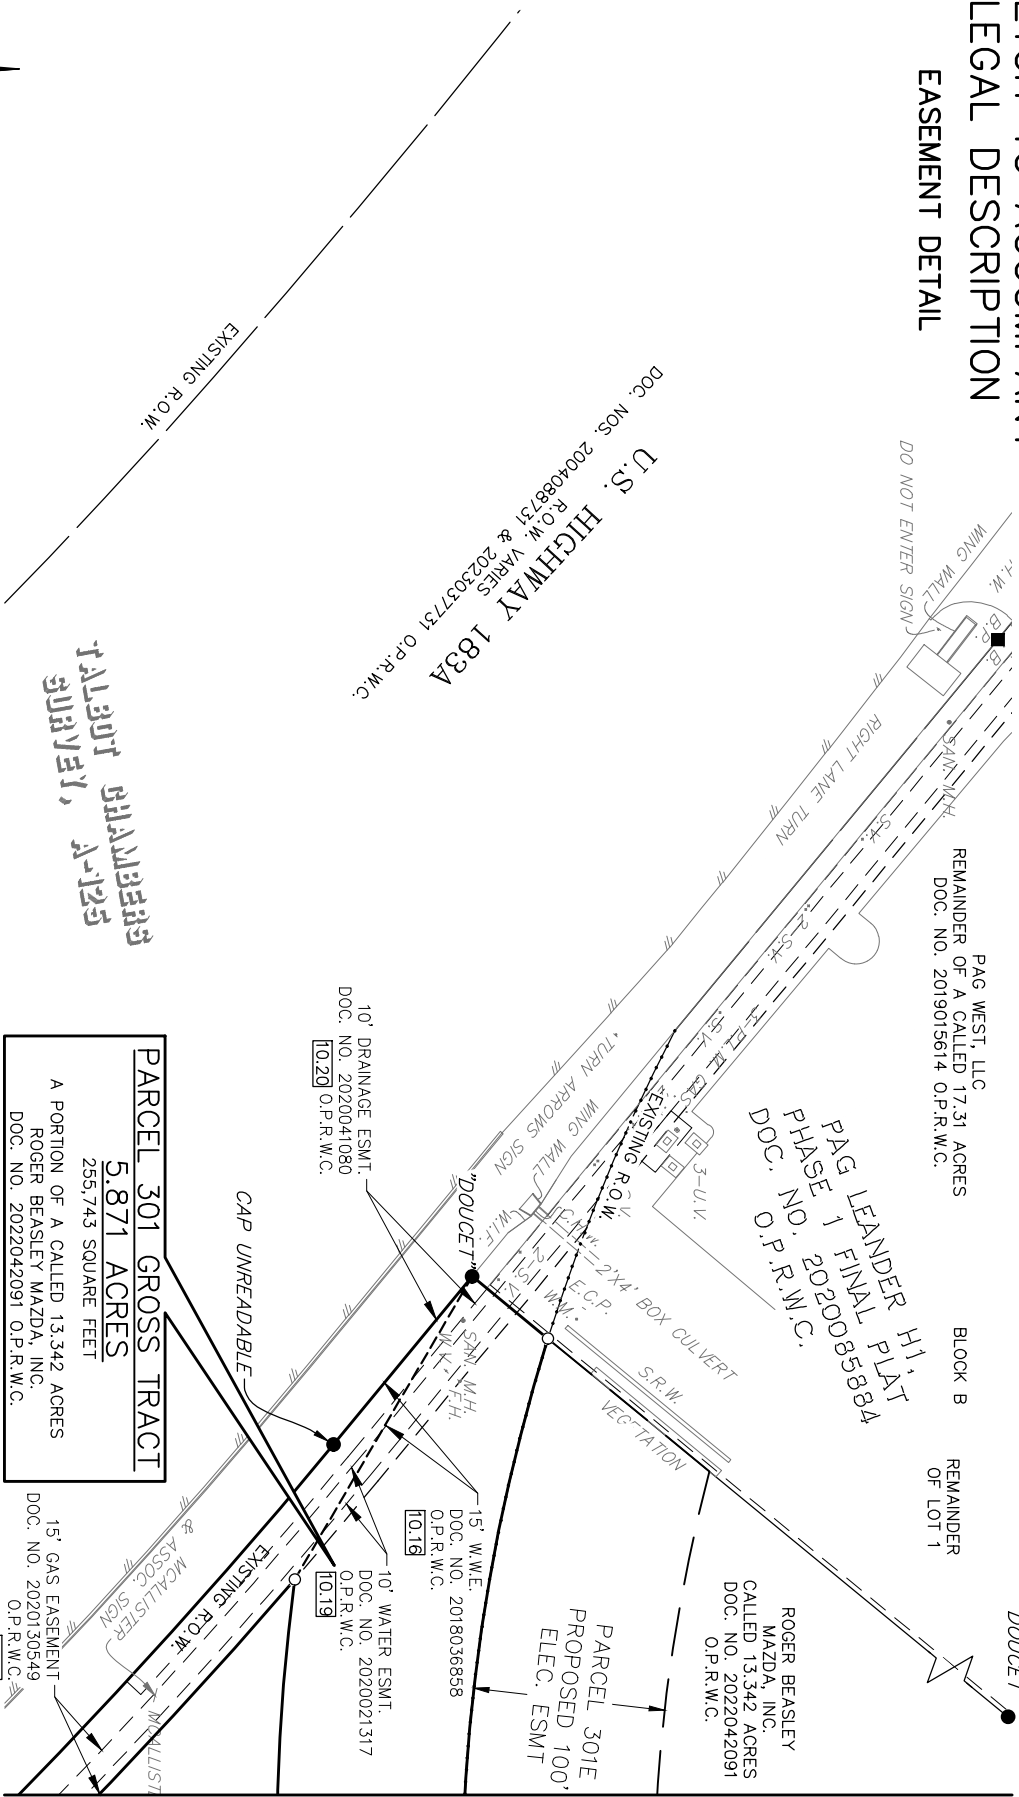 LEGAL DESCRIPTION
EASEMENT DETAIL
EXISTING R.O.W.
U.S. HIGHWAY 183A
R.O.W. VARIES
DOC. NOS. 2004088731 & 2023037731 O.P.R.W.C.
TALBOT CHAMBERS
SURVEY, A-125
DO NOT ENTER SIGN
WING WALL
B.P.
B.
SAN. M.H.
RIGHT LANE TURN
S.V.
2-S.V.
S.V.
3-P.I.M. GAS
PAG WEST, LLC
REMAINDER OF A CALLED 17.31 ACRES
DOC. NO. 2019015614 O.P.R.W.C.
PAG LEANDER H1,
PHASE 1 FINAL PLAT
DOC. NO. 2020085884
O.P.R.W.C.
BLOCK B
REMAINDER
OF LOT 1
3-U.V.
EXISTING R.O.W.
TURN ARROWS SIGN
WING WALL
W.I.F.
2-S.V.
W.M.
E.C.P.
2'X4' BOX CULVERT
S.R.W.
VEGETATION
"DOUCET"
SAN. M.H.
F.H.
10' DRAINAGE ESMT.
DOC. NO. 2020041080
10.20 O.P.R.W.C.
CAP UNREADABLE
PARCEL 301 GROSS TRACT
5.871 ACRES
255,743 SQUARE FEET
A PORTION OF A CALLED 13.342 ACRES
ROGER BEASLEY MAZDA, INC.
DOC. NO. 2022042091 O.P.R.W.C.
15' W.W.E.
DOC. NO. 2018036858
O.P.R.W.C.
10.16
10' WATER ESMT.
DOC. NO. 2020021317
O.P.R.W.C.
10.19
PARCEL 301E
PROPOSED 100'
ELEC. ESMT
ROGER BEASLEY
MAZDA, INC.
CALLED 13.342 ACRES
DOC. NO. 2022042091
O.P.R.W.C.
EXISTING R.O.W.
MCALLISTER
& ASSOC. SIGN
15' GAS EASEMENT
DOC. NO. 2020130549
O.P.R.W.C.